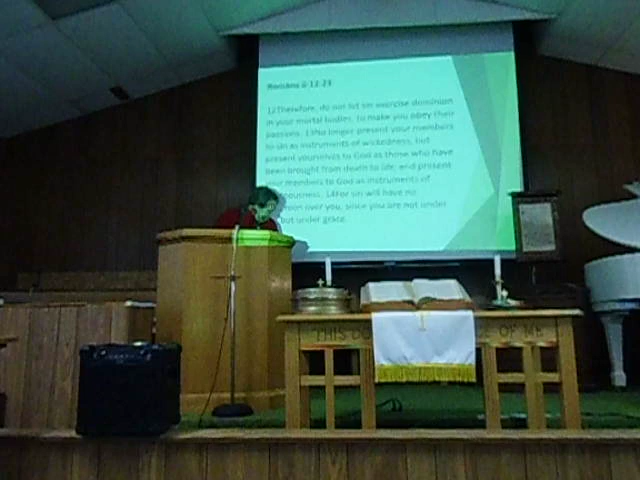 Romans 6:12-23
12Therefore, do not let sin exercise dominion
in your mortal bodies, to make you obey their
passions. 13No longer present your members
to sin as instruments of wickedness, but
present yourselves to God as those who have
been brought from death to life, and present
your members to God as instruments of
14For sin will have no
over you, since you are not under
but under grace.
THIS DO OF ME